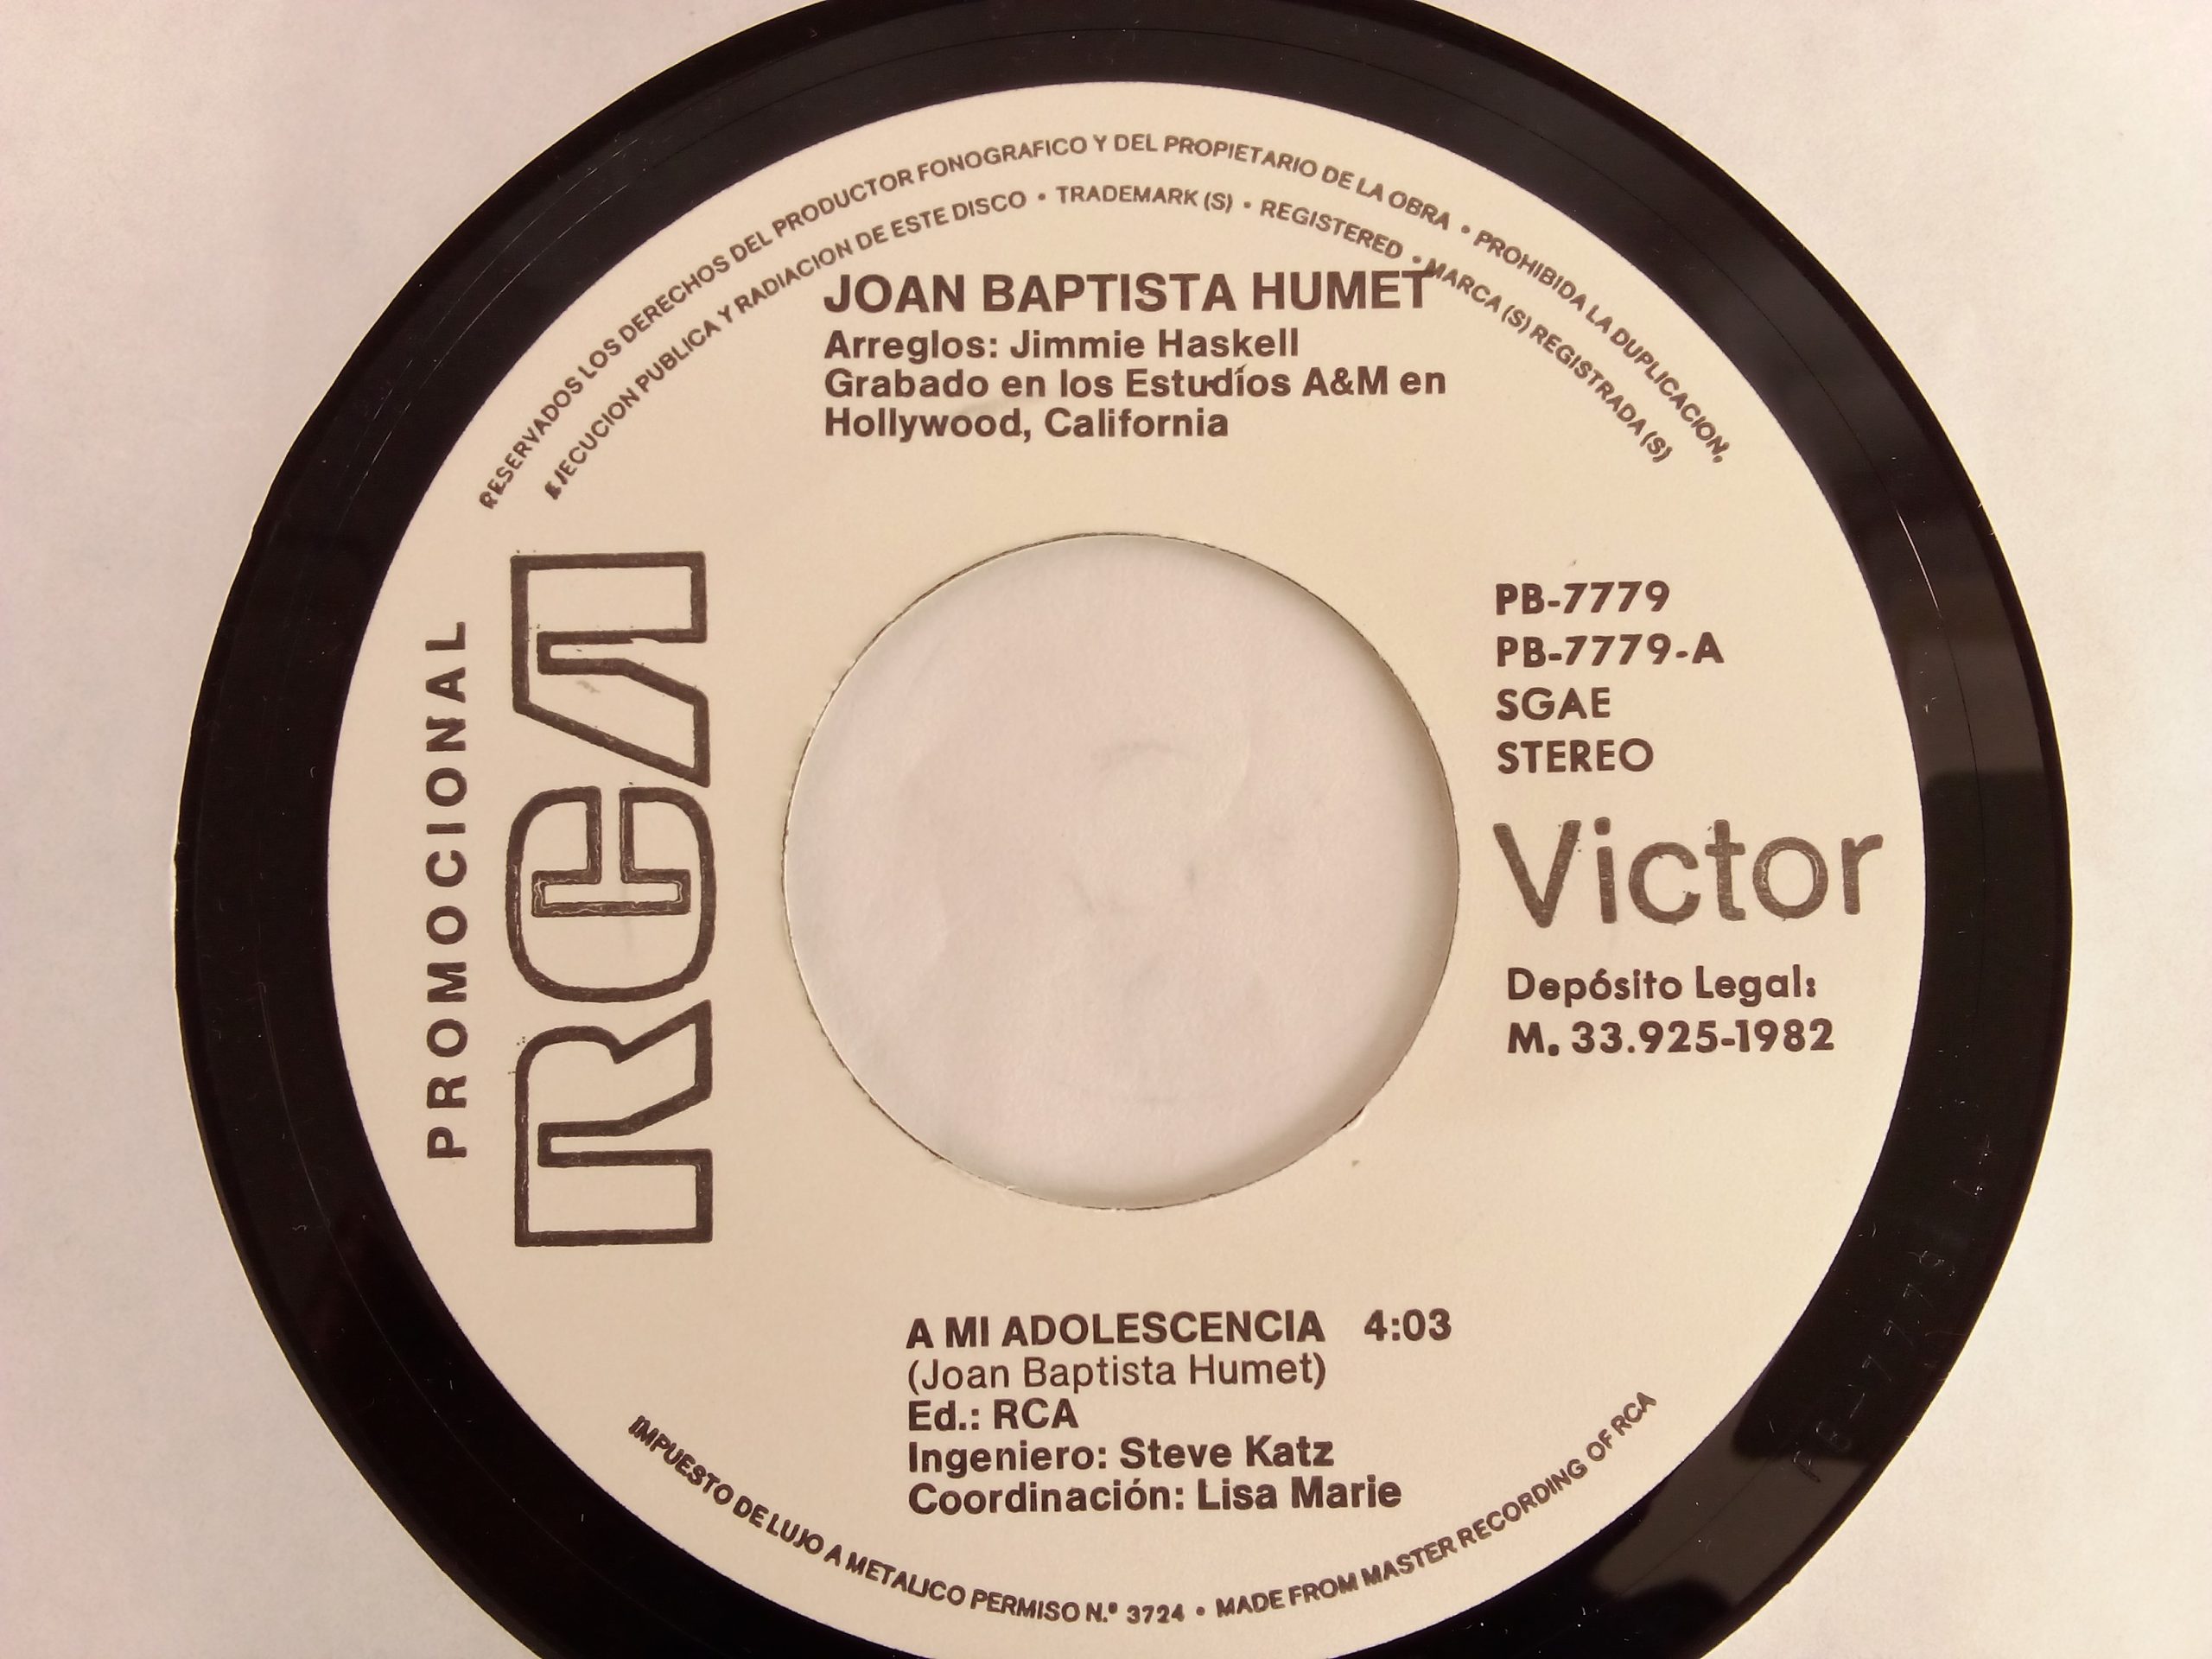 RESERVADOS LOS DERECHOS DEL PRODUCTOR FONOGRAFICO Y DEL PROPIETARIO DE LA OBRA • PROHIBIDA LA DUPLICACION,
EJECUCION PUBLICA Y RADIACION DE ESTE DISCO • TRADEMARK (S) • REGISTERED • MARCA (S) REGISTRADA (S)
JOAN BAPTISTA HUMET
Arreglos: Jimmie Haskell
Grabado en los Estudíos A&M en
Hollywood, California
PROMOCIONAL
RCA
PB-7779
PB-7779-A
SGAE
STEREO
Victor
Depósito Legal:
M. 33.925-1982
A MI ADOLESCENCIA 4:03
(Joan Baptista Humet)
Ed.: RCA
Ingeniero: Steve Katz
Coordinación: Lisa Marie
IMPUESTO DE LUJO A METALICO PERMISO N.º 3724 • MADE FROM MASTER RECORDING OF RCA